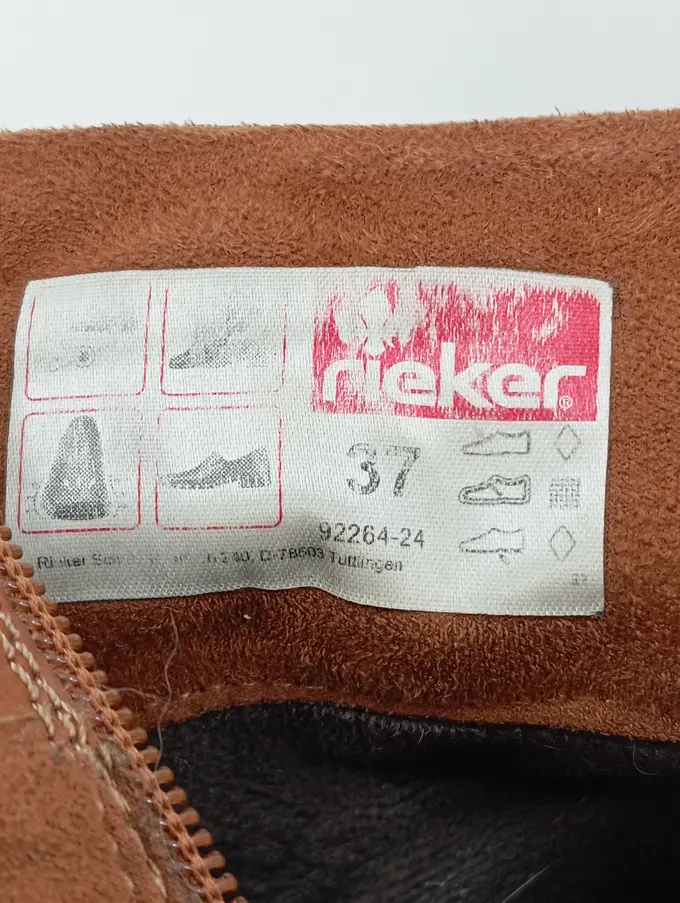 rieker®
37
92264-24
D-78503 Tuttlingen